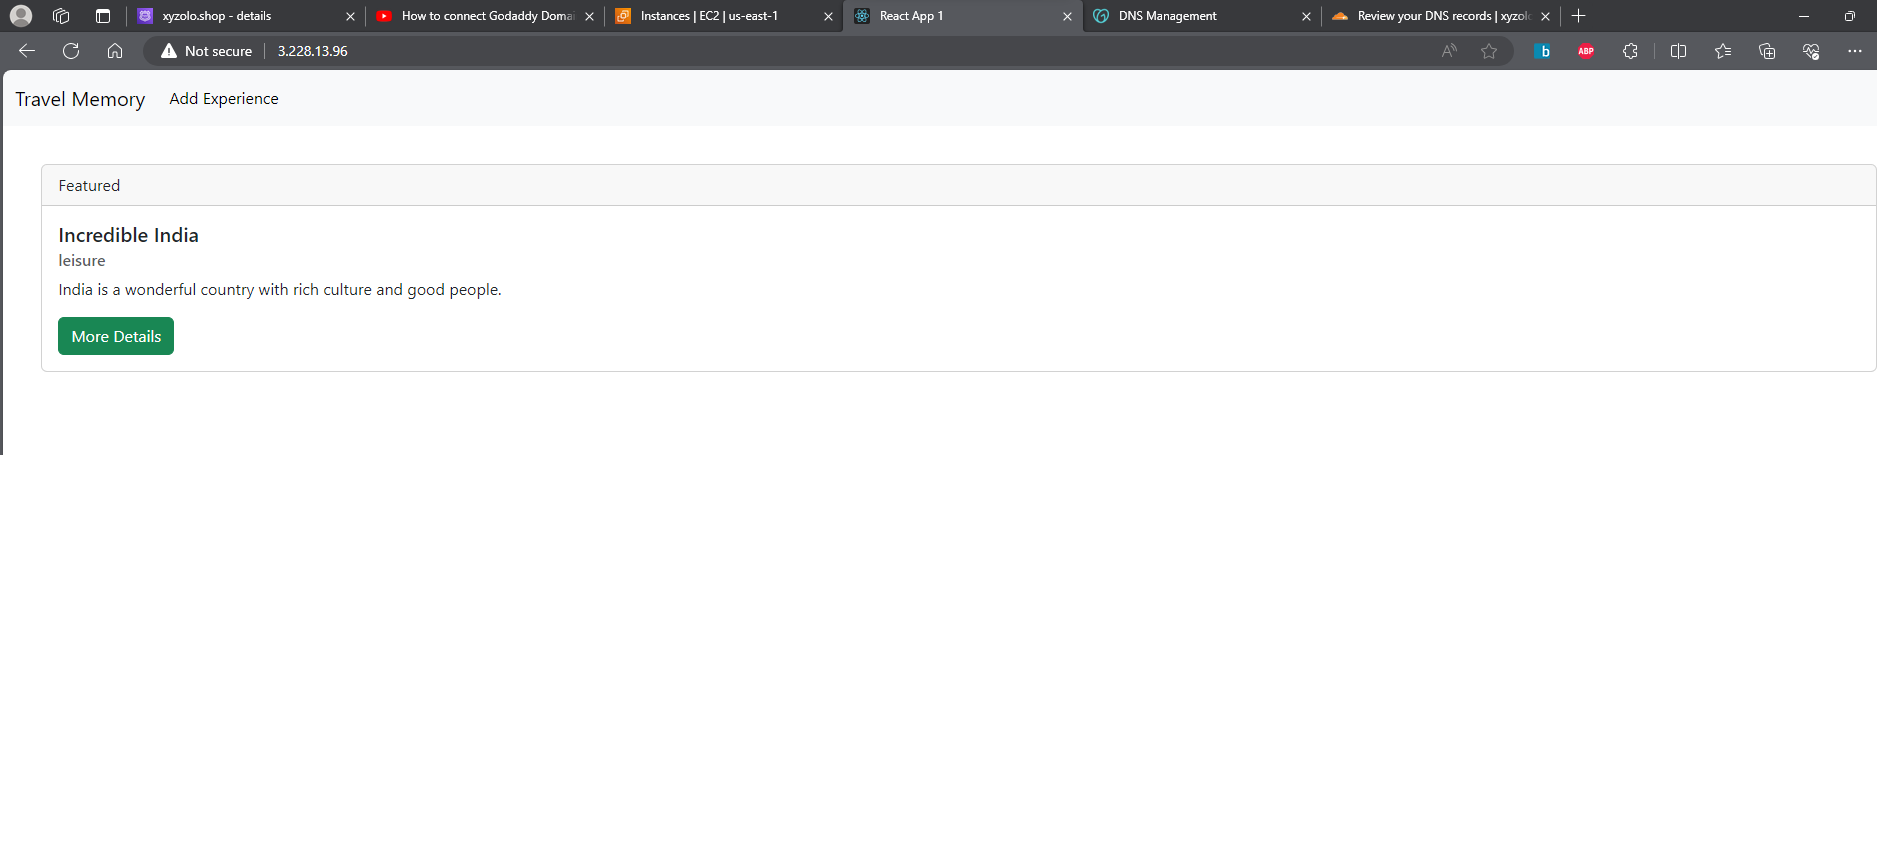 xyzolo.shop - details
How to connect Godaddy Domai
Instances | EC2 | us-east-1
React App 1
DNS Management
Review your DNS records | xyzolo
Not secure
3.228.13.96
A
b
ABP
Travel Memory
Add Experience
Featured
Incredible India
leisure
India is a wonderful country with rich culture and good people.
More Details